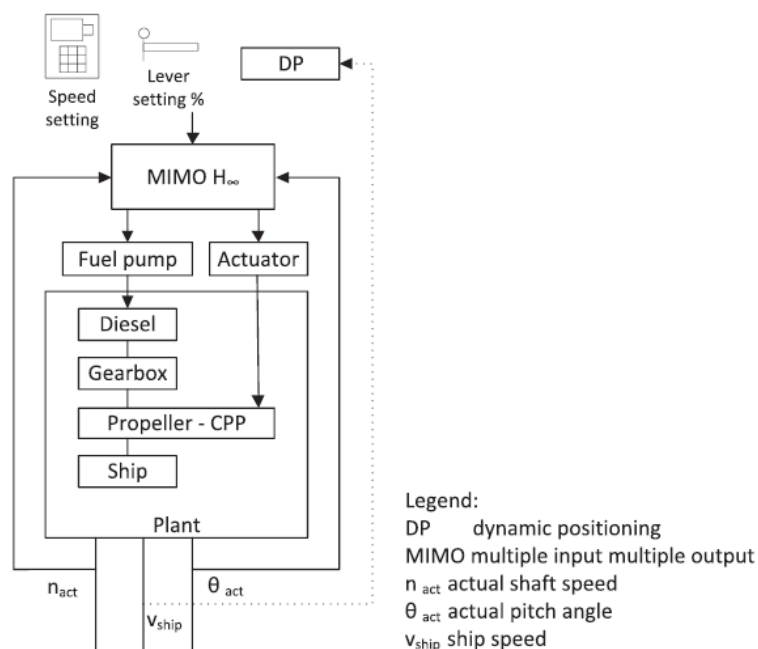 Speed
setting
Lever
setting %
DP
MIMO H∞
Fuel pump
Actuator
Diesel
Gearbox
Propeller - CPP
Ship
Plant
n act
θ act
v ship
Legend:
DP dynamic positioning
MIMO multiple input multiple output
n act actual shaft speed
θ act actual pitch angle
v ship ship speed